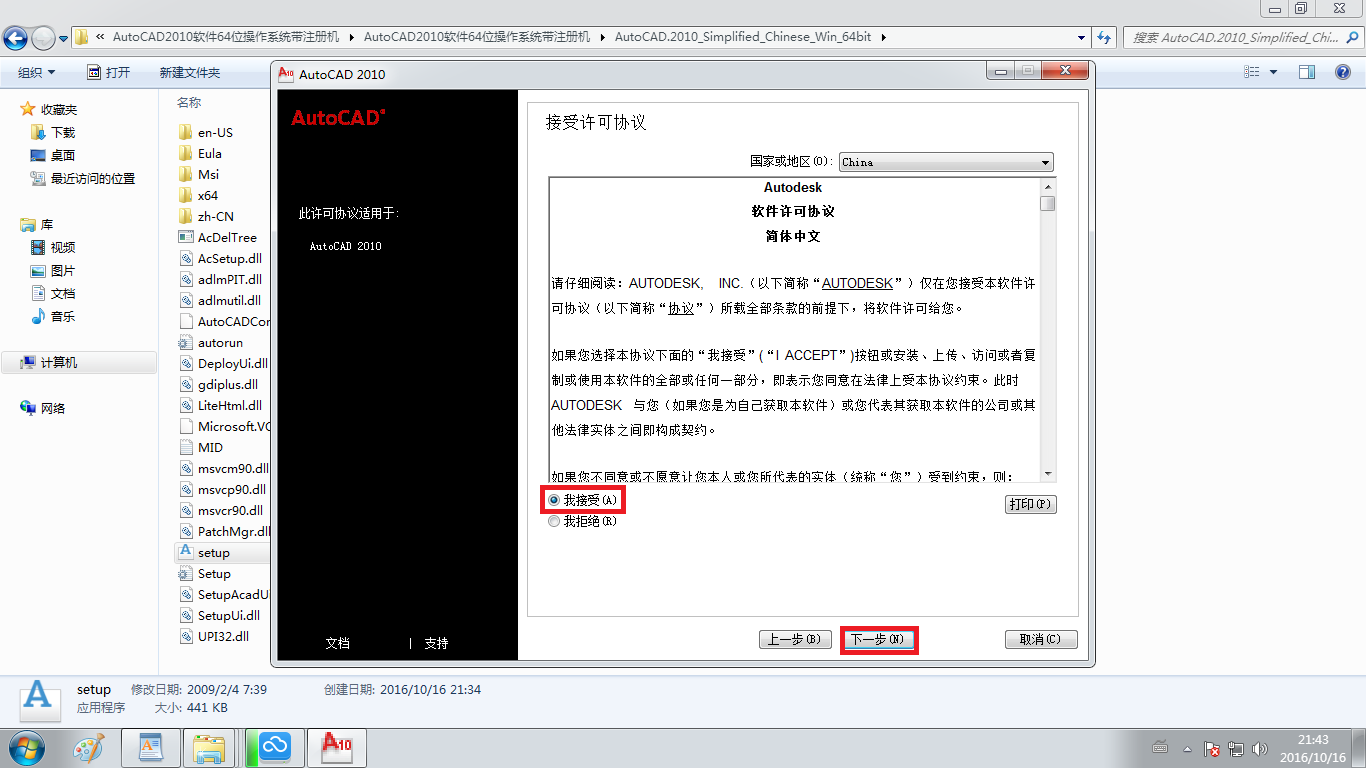 AutoCAD2010软件64位操作系统带注册机
AutoCAD2010软件64位操作系统带注册机
AutoCAD.2010_Simplified_Chinese_Win_64bit
搜索 AutoCAD.2010_Simplified_Chi...
组织
打开
新建文件夹
收藏夹
下载
桌面
最近访问的位置
库
视频
图片
文档
音乐
计算机
网络
名称
en-US
Eula
Msi
x64
zh-CN
AcDelTree
AcSetup.dll
adlmPIT.dll
adlmutil.dll
AutoCADCon
autorun
DeployUi.dll
gdiplus.dll
LiteHtml.dll
Microsoft.VC
MID
msvcm90.dll
msvcp90.dll
msvcr90.dll
PatchMgr.dll
setup
Setup
SetupAcadU
SetupUi.dll
UPI32.dll
A10 AutoCAD 2010
AutoCAD®
此许可协议适用于:
AutoCAD 2010
文档 | 支持
接受许可协议
国家或地区(O): China
Autodesk
软件许可协议
简体中文
请仔细阅读：AUTODESK, INC.（以下简称“AUTODESK”）仅在您接受本软件许
可协议（以下简称“协议”）所载全部条款的前提下，将软件许可给您。
如果您选择本协议下面的“我接受”(“I ACCEPT”)按钮或安装、上传、访问或者复
制或使用本软件的全部或任何一部分，即表示您同意在法律上受本协议约束。此时
AUTODESK 与您（如果您是为自己获取本软件）或您代表其获取本软件的公司或其
他法律实体之间即构成契约。
如果您不同意或不愿意让您本人或您所代表的实体（统称“您”）受到约束，则：
我接受(A)
打印(P)
我拒绝(R)
上一步(B)
下一步(N)
取消(C)
setup 修改日期: 2009/2/4 7:39 创建日期: 2016/10/16 21:34
应用程序 大小: 441 KB
A10
21:43
2016/10/16